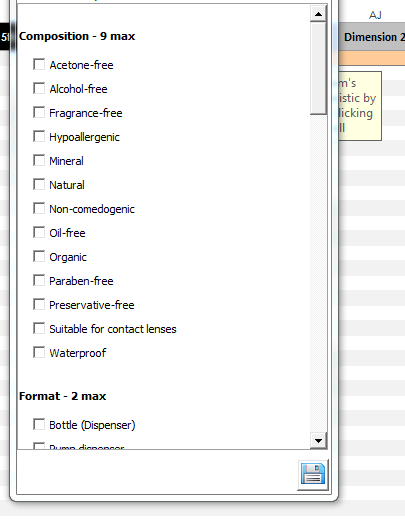 AJ
5t
Dimension 2
m's
istic by
licking
ll
Composition - 9 max
Acetone-free
Alcohol-free
Fragrance-free
Hypoallergenic
Mineral
Natural
Non-comedogenic
Oil-free
Organic
Paraben-free
Preservative-free
Suitable for contact lenses
Waterproof
Format - 2 max
Bottle (Dispenser)
Pump dispenser